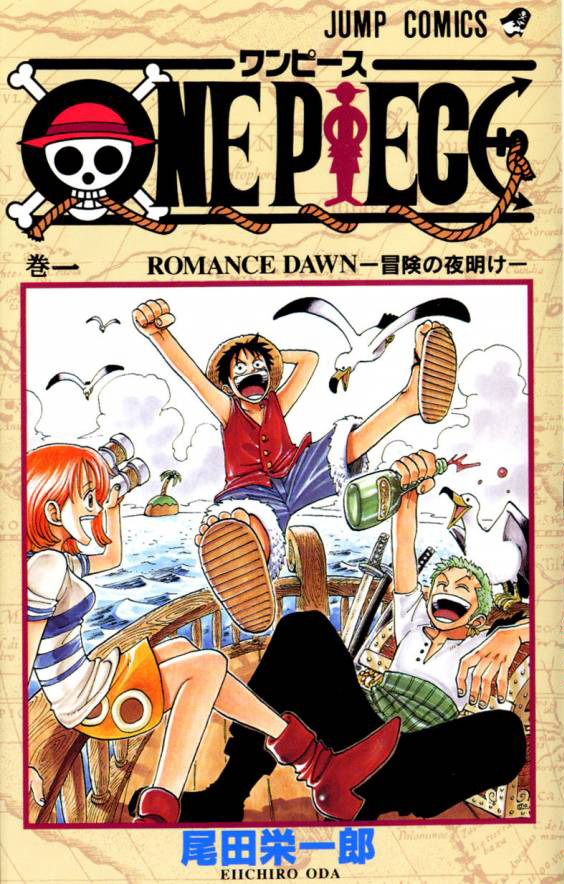 JUMP COMICS
ワンピース
ONE PIECE
巻一
ROMANCE DAWN—冒険の夜明け—
尾田栄一郎
EIICHIRO ODA